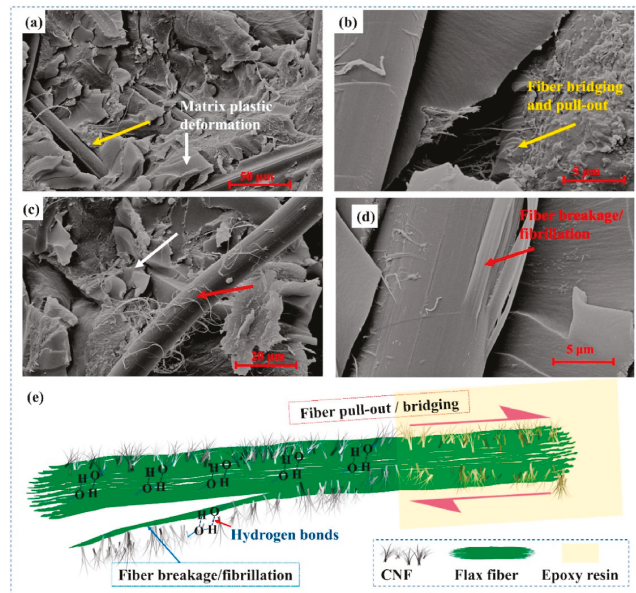 (a)
Matrix plastic
deformation
50 μm
(b)
Fiber bridging
and pull-out
5 μm
(c)
20 μm
(d)
Fiber breakage/
fibrillation
5 μm
(e)
Fiber pull-out / bridging
H O
O H
H O
O H
H O
O H
H O
O H
H O
O H
H O
O H
Hydrogen bonds
Fiber breakage/fibrillation
CNF
Flax fiber
Epoxy resin